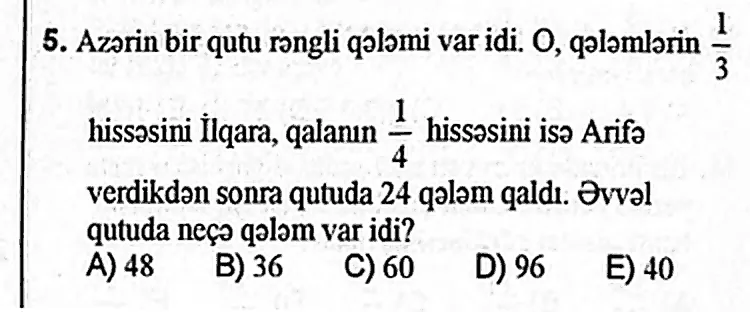 5. Azərin bir qutu rəngli qələmi var idi. O, qələmlərin 1/3
hissəsini İlqara, qalanın 1/4 hissəsini isə Arifə
verdikdən sonra qutuda 24 qələm qaldı. Əvvəl
qutuda neçə qələm var idi?
A) 48 B) 36 C) 60 D) 96 E) 40